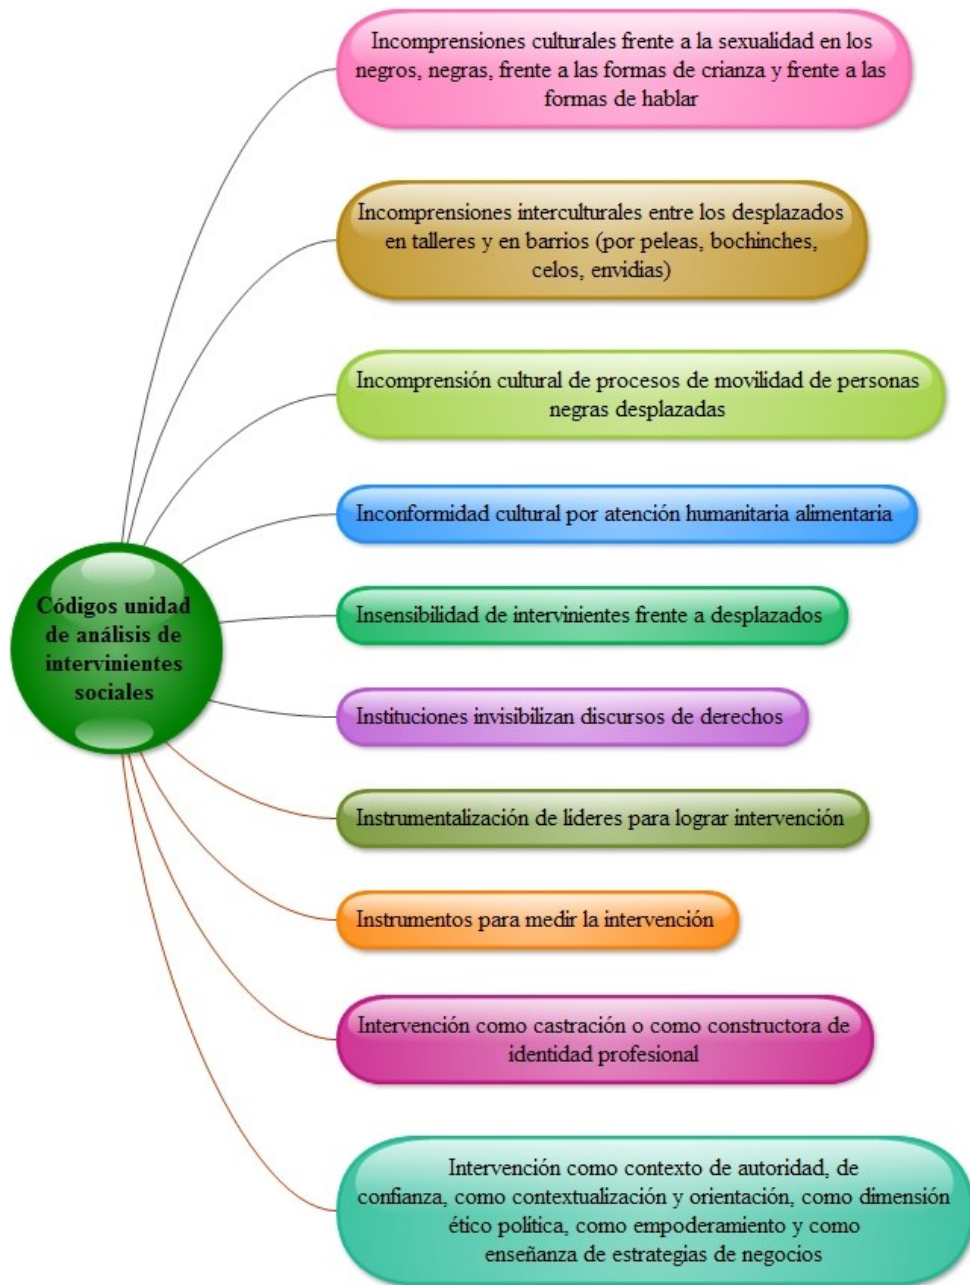 Incomprensiones culturales frente a la sexualidad en los
negros, negras, frente a las formas de crianza y frente a las
formas de hablar
Incomprensiones interculturales entre los desplazados
en talleres y en barrios (por peleas, bochinches,
celos, envidias)
Incomprensión cultural de procesos de movilidad de personas
negras desplazadas
Inconformidad cultural por atención humanitaria alimentaria
Códigos unidad
de análisis de
intervinientes
sociales
Insensibilidad de intervinientes frente a desplazados
Instituciones invisibilizan discursos de derechos
Instrumentalización de líderes para lograr intervención
Instrumentos para medir la intervención
Intervención como castración o como constructora de
identidad profesional
Intervención como contexto de autoridad, de
confianza, como contextualización y orientación, como dimensión
ético política, como empoderamiento y como
enseñanza de estrategias de negocios